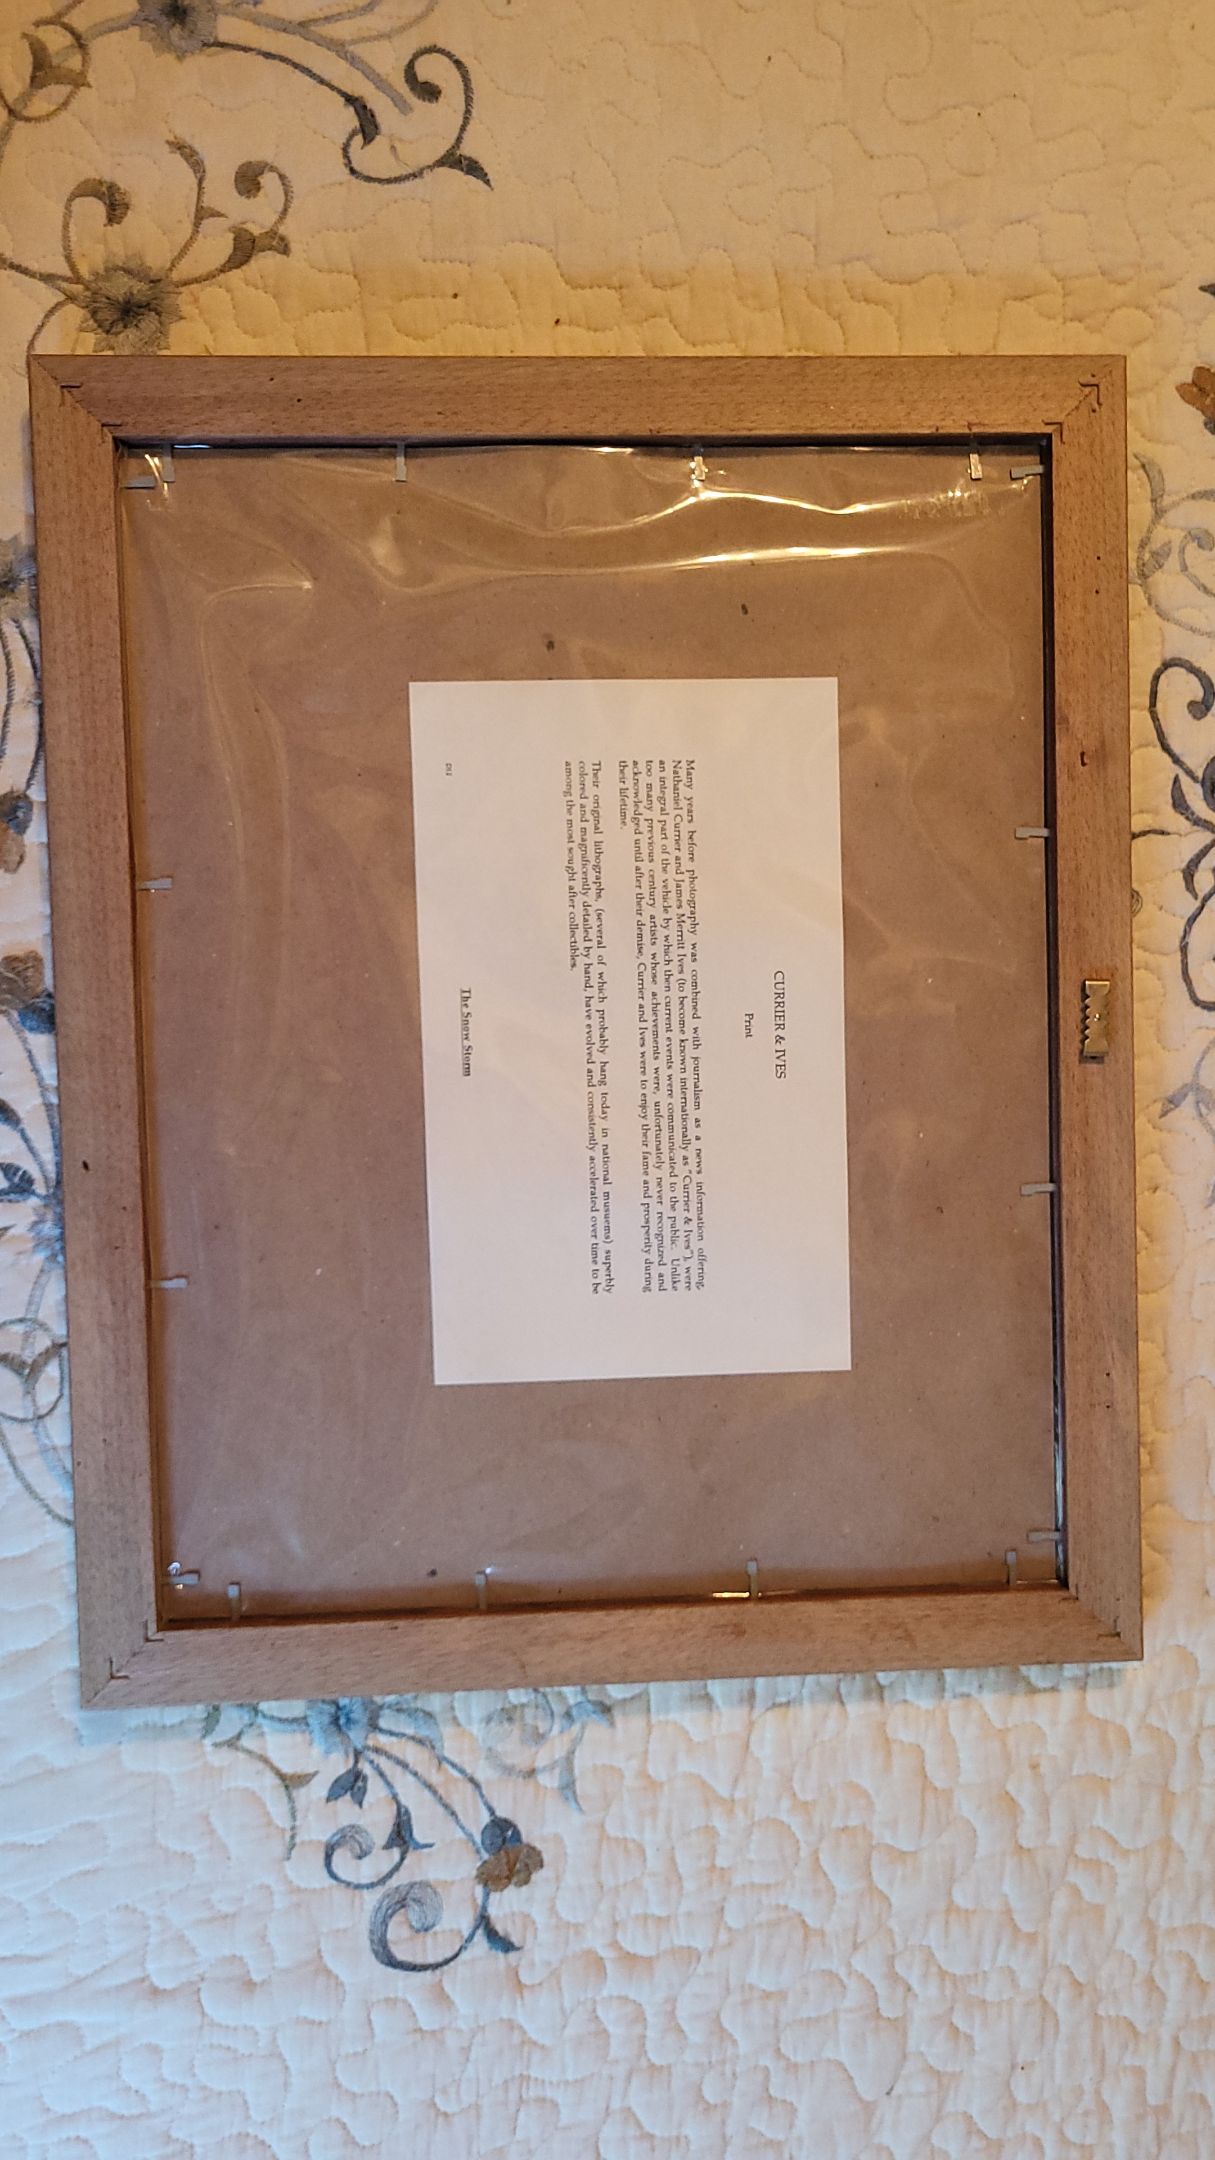 CURRIER & IVES
Print
Many years before photography was combined with journalism as a news information offering,
Nathaniel Currier and James Merritt Ives (to become known internationally as "Currier & Ives"), were
an integral part of the vehicle by which then current events were communicated to the public. Unlike
too many previous century artists whose achievements were, unfortunately never recognized and
acknowledged until after their demise, Currier and Ives were to enjoy their fame and prosperity during
their lifetime.
Their original lithographs, (several of which probably hang today in national musuems) superbly
colored and magnificently detailed by hand, have evolved and consistently accelerated over time to be
among the most sought after collectibles.
The Snow Storm